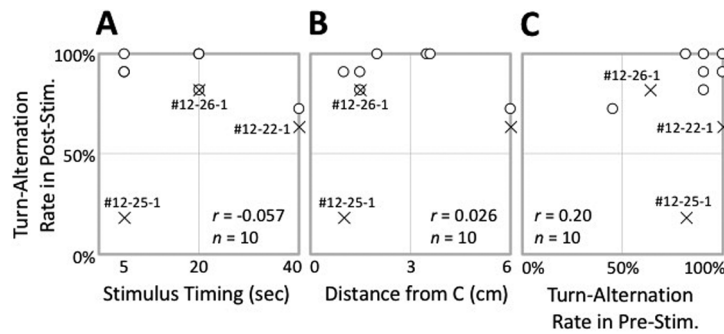 A B C
Turn-Alternation
Rate in Post-Stim.
100%
50%
0%
#12-26-1
#12-22-1
#12-25-1
r = -0.057
n = 10
5 20 40
Stimulus Timing (sec)
#12-26-1
#12-25-1
r = 0.026
n = 10
0 3 6
Distance from C (cm)
#12-26-1
#12-22-1
#12-25-1
r = 0.20
n = 10
0% 50% 100%
Turn-Alternation
Rate in Pre-Stim.